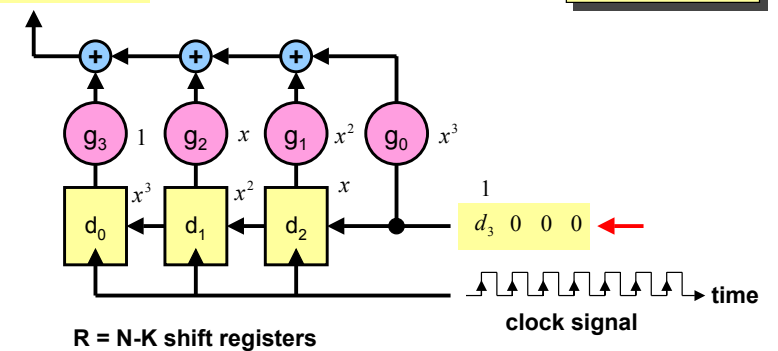 + + +
g₃ 1 g₂ x g₁ x² g₀ x³
1
x³ x² x
d₀ d₁ d₂ d₃ 0 0 0
time
clock signal
R = N-K shift registers